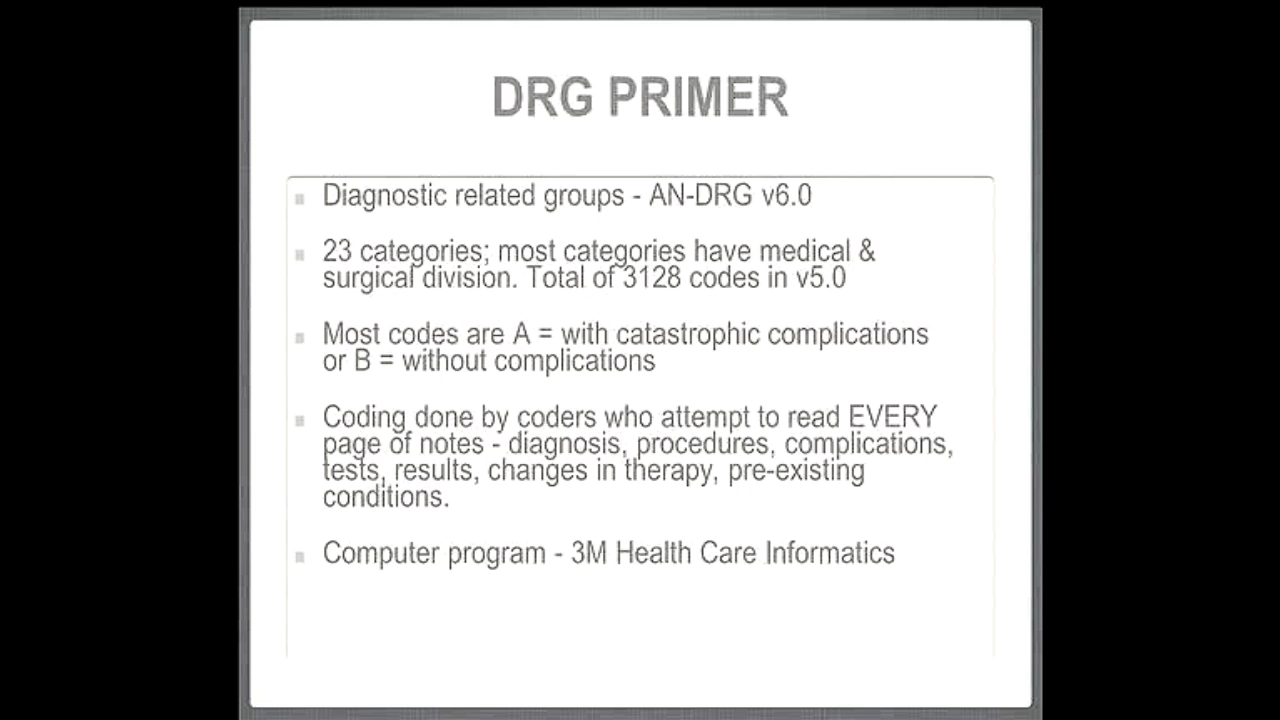 DRG PRIMER
Diagnostic related groups - AN-DRG v6.0
23 categories; most categories have medical &
surgical division. Total of 3128 codes in v5.0
Most codes are A = with catastrophic complications
or B = without complications
Coding done by coders who attempt to read EVERY
page of notes - diagnosis, procedures, complications,
tests, results, changes in therapy, pre-existing
conditions.
Computer program - 3M Health Care Informatics